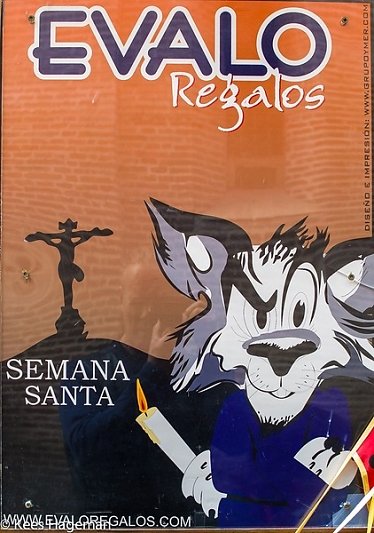 EVALO
Regalos
DISEÑO E IMPRESIÓN: WWW.GRUPOYMER.COM
SEMANA
SANTA
WWW.EVALOREGALOS.COM
© Kees Hageman